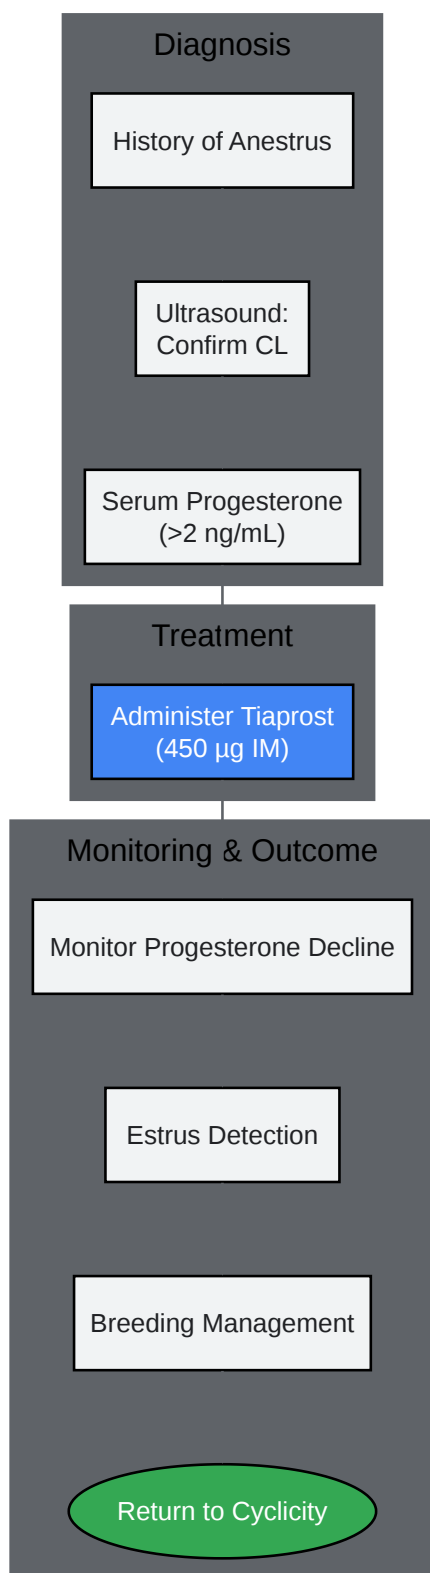 Diagnosis
History of Anestrus
Ultrasound:
Confirm CL
Serum Progesterone
(>2 ng/mL)
Treatment
Administer Tiaprost
(450 µg IM)
Monitoring & Outcome
Monitor Progesterone Decline
Estrus Detection
Breeding Management
Return to Cyclicity